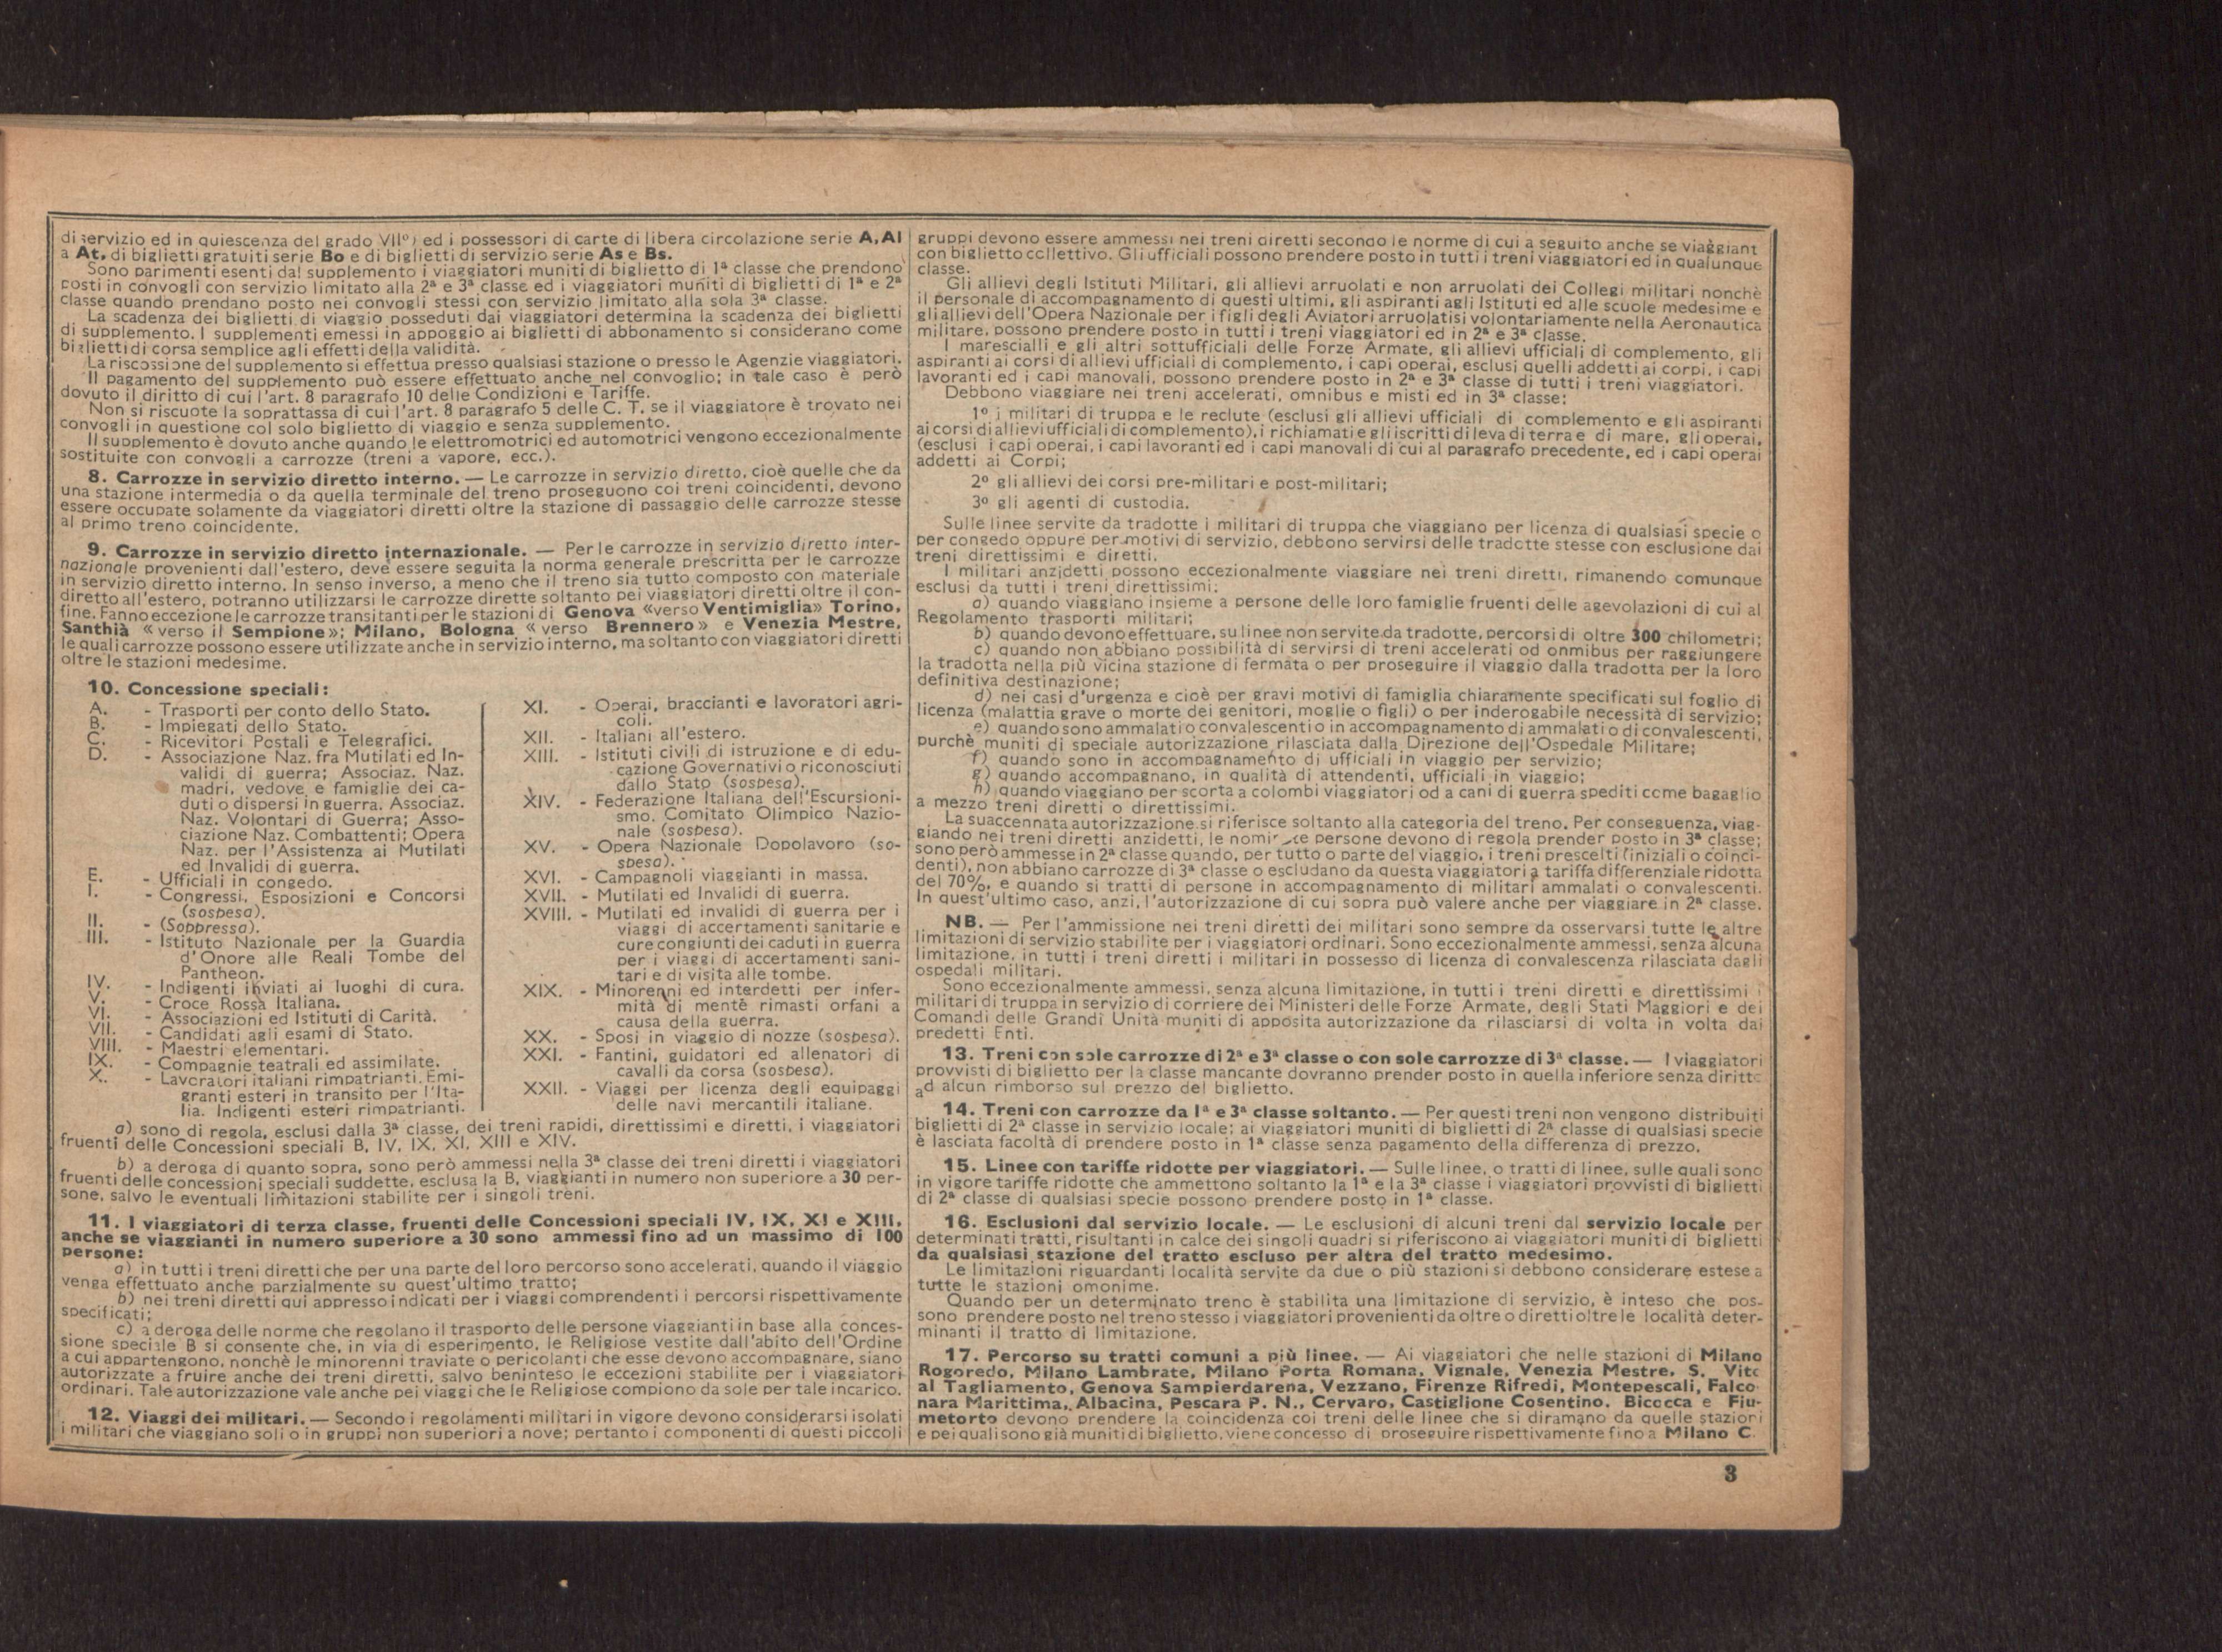 di servizio ed in quiescenza del grado VIIº) ed i possessori di carte di libera circolazione serie A, AI
a At, di biglietti gratuiti serie Bo e di biglietti di servizio serie As e Bs.
Sono parimenti esenti dal supplemento i viaggiatori muniti di biglietto di 1ª classe che prendono
posti in convogli con servizio limitato alla 2ª e 3ª classe ed i viaggiatori muniti di biglietti di 1ª e 2ª
classe quando prendano posto nei convogli stessi con servizio limitato alla sola 3ª classe.
La scadenza dei biglietti di viaggio posseduti dai viaggiatori determina la scadenza dei biglietti
di supplemento. I supplementi emessi in appoggio ai biglietti di abbonamento si considerano come
biglietti di corsa semplice agli effetti della validità.
La riscossione del supplemento si effettua presso qualsiasi stazione o presso le Agenzie viaggiatori.
Il pagamento del supplemento può essere effettuato anche nel convoglio; in tale caso è però
dovuto il diritto di cui l'art. 8 paragrafo 10 delle Condizioni e Tariffe.
Non si riscuote la soprattassa di cui l'art. 8 paragrafo 5 delle C. T. se il viaggiatore è trovato nei
convogli in questione col solo biglietto di viaggio e senza supplemento.
Il supplemento è dovuto anche quando le elettromotrici ed automotrici vengono eccezionalmente
sostituite con convogli a carrozze (treni a vapore, ecc.).
8. Carrozze in servizio diretto interno. — Le carrozze in servizio diretto, cioè quelle che da
una stazione intermedia o da quella terminale del treno proseguono coi treni coincidenti, devono
essere occupate solamente da viaggiatori diretti oltre la stazione di passaggio delle carrozze stesse
al primo treno coincidente.
9. Carrozze in servizio diretto internazionale. — Per le carrozze in servizio diretto inter-
nazionale provenienti dall'estero, deve essere seguita la norma generale prescritta per le carrozze
in servizio diretto interno. In senso inverso, a meno che il treno sia tutto composto con materiale
diretto all'estero, potranno utilizzarsi le carrozze dirette soltanto pei viaggiatori diretti oltre il con-
fine. Fanno eccezione le carrozze transitanti per le stazioni di Genova «verso Ventimiglia» Torino,
Santhià «verso il Sempione»; Milano, Bologna «verso Brennero» e Venezia Mestre,
le quali carrozze possono essere utilizzate anche in servizio interno, ma soltanto con viaggiatori diretti
oltre le stazioni medesime.
10. Concessione speciali:
A. - Trasporti per conto dello Stato.
B. - Impiegati dello Stato.
C. - Ricevitori Postali e Telegrafici.
D. - Associazione Naz. fra Mutilati ed In-
validi di guerra; Associaz. Naz.
madri, vedove e famiglie dei ca-
duti o dispersi in guerra. Associaz.
Naz. Volontari di Guerra; Asso-
ciazione Naz. Combattenti; Opera
Naz. per l'Assistenza ai Mutilati
ed Invalidi di guerra.
E. - Ufficiali in congedo.
I. - Congressi, Esposizioni e Concorsi
(sospesa).
II. - (Soppressa).
III. - Istituto Nazionale per la Guardia
d'Onore alle Reali Tombe del
Pantheon.
IV. - Indigenti inviati ai luoghi di cura.
V. - Croce Rossa Italiana.
VI. - Associazioni ed Istituti di Carità.
VII. - Candidati agli esami di Stato.
VIII. - Maestri elementari.
IX. - Compagnie teatrali ed assimilate.
X. - Lavoratori italiani rimpatrianti. Emi-
granti esteri in transito per l'Ita-
lia. Indigenti esteri rimpatrianti.
XI. - Operai, braccianti e lavoratori agri-
coli.
XII. - Italiani all'estero.
XIII. - Istituti civili di istruzione e di edu-
cazione Governativi o riconosciuti
dallo Stato (sospesa).
XIV. - Federazione Italiana dell'Escursioni-
smo. Comitato Olimpico Nazio-
nale (sospesa).
XV. - Opera Nazionale Dopolavoro (so-
spesa).
XVI. - Campagnoli viaggianti in massa.
XVII. - Mutilati ed Invalidi di guerra.
XVIII. - Mutilati ed invalidi di guerra per i
viaggi di accertamenti sanitarie e
cure congiunti dei caduti in guerra
per i viaggi di accertamenti sani-
tari e di visita alle tombe.
XIX. - Minorenni ed interdetti per infer-
mità di mente rimasti orfani a
causa della guerra.
XX. - Sposi in viaggio di nozze (sospesa).
XXI. - Fantini, guidatori ed allenatori di
cavalli da corsa (sospesa).
XXII. - Viaggi per licenza degli equipaggi
delle navi mercantili italiane.
a) sono di regola, esclusi dalla 3ª classe, dei treni rapidi, direttissimi e diretti, i viaggiatori
fruenti delle Concessioni speciali B, IV, IX, XI, XIII e XIV.
b) a deroga di quanto sopra, sono però ammessi nella 3ª classe dei treni diretti i viaggiatori
fruenti delle concessioni speciali suddette, esclusa la B, viaggianti in numero non superiore a 30 per-
sone, salvo le eventuali limitazioni stabilite per i singoli treni.
11. I viaggiatori di terza classe, fruenti delle Concessioni speciali IV, IX, XI e XIII,
anche se viaggianti in numero superiore a 30 sono ammessi fino ad un massimo di 100
persone:
a) in tutti i treni diretti che per una parte del loro percorso sono accelerati, quando il viaggio
venga effettuato anche parzialmente su quest'ultimo tratto;
b) nei treni diretti qui appresso indicati per i viaggi comprendenti i percorsi rispettivamente
specificati;
c) a deroga delle norme che regolano il trasporto delle persone viaggianti in base alla conces-
sione speciale B si consente che, in via di esperimento, le Religiose vestite dall'abito dell'Ordine
a cui appartengono, nonchè le minorenni traviate o pericolanti che esse devono accompagnare, siano
autorizzate a fruire anche dei treni diretti, salvo beninteso le eccezioni stabilite per i viaggiatori
ordinari. Tale autorizzazione vale anche pei viaggi che le Religiose compiono da sole per tale incarico.
12. Viaggi dei militari. — Secondo i regolamenti militari in vigore devono considerarsi isolati
i militari che viaggiano soli o in gruppi non superiori a nove; pertanto i componenti di questi piccoli
gruppi devono essere ammessi nei treni diretti secondo le norme di cui a seguito anche se viaggiant
con biglietto collettivo. Gli ufficiali possono prendere posto in tutti i treni viaggiatori ed in qualunque
classe.
Gli allievi degli Istituti Militari, gli allievi arruolati e non arruolati dei Collegi militari nonchè
il personale di accompagnamento di questi ultimi, gli aspiranti agli Istituti ed alle scuole medesime e
gli allievi dell'Opera Nazionale per i figli degli Aviatori arruolatisi volontariamente nella Aeronautica
militare, possono prendere posto in tutti i treni viaggiatori ed in 2ª e 3ª classe.
I marescialli e gli altri sottufficiali delle Forze Armate, gli allievi ufficiali di complemento, gli
aspiranti ai corsi di allievi ufficiali di complemento, i capi operai, esclusi quelli addetti ai corpi, i capi
lavoranti ed i capi manovali, possono prendere posto in 2ª e 3ª classe di tutti i treni viaggiatori.
Debbono viaggiare nei treni accelerati, omnibus e misti ed in 3ª classe:
1º i militari di truppa e le reclute (esclusi gli allievi ufficiali di complemento e gli aspiranti
ai corsi di allievi ufficiali di complemento), i richiamati e gli iscritti di leva di terra e di mare, gli operai,
(esclusi i capi operai, i capi lavoranti ed i capi manovali di cui al paragrafo precedente, ed i capi operai
addetti ai Corpi;
2º gli allievi dei corsi pre-militari e post-militari;
3º gli agenti di custodia.
Sulle linee servite da tradotte i militari di truppa che viaggiano per licenza di qualsiasi specie o
per congedo oppure per motivi di servizio, debbono servirsi delle tradotte stesse con esclusione dai
treni direttissimi e diretti.
I militari anzidetti possono eccezionalmente viaggiare nei treni diretti, rimanendo comunque
esclusi da tutti i treni direttissimi:
a) quando viaggiano insieme a persone delle loro famiglie fruenti delle agevolazioni di cui al
Regolamento trasporti militari;
b) quando devono effettuare, su linee non servite da tradotte, percorsi di oltre 300 chilometri;
c) quando non abbiano possibilità di servirsi di treni accelerati od onmibus per raggiungere
la tradotta nella più vicina stazione di fermata o per proseguire il viaggio dalla tradotta per la loro
definitiva destinazione;
d) nei casi d'urgenza e cioè per gravi motivi di famiglia chiaramente specificati sul foglio di
licenza (malattia grave o morte dei genitori, moglie o figli) o per inderogabile necessità di servizio;
e) quando sono ammalati o convalescenti o in accompagnamento di ammalati o di convalescenti,
purchè muniti di speciale autorizzazione rilasciata dalla Direzione dell'Ospedale Militare;
f) quando sono in accompagnamento di ufficiali in viaggio per servizio;
g) quando accompagnano, in qualità di attendenti, ufficiali in viaggio;
h) quando viaggiano per scorta a colombi viaggiatori od a cani di guerra spediti come bagaglio
a mezzo treni diretti o direttissimi.
La suaccennata autorizzazione si riferisce soltanto alla categoria del treno. Per conseguenza, viag-
giando nei treni diretti anzidetti, le persone devono di regola prender posto in 3ª classe;
sono però ammesse in 2ª classe quando, per tutto o parte del viaggio, i treni prescelti (iniziali o coinci-
denti), non abbiano carrozze di 3ª classe o escludano da questa viaggiatori a tariffa differenziale ridotta
del 70%, e quando si tratti di persone in accompagnamento di militari ammalati o convalescenti.
In quest'ultimo caso, anzi, l'autorizzazione di cui sopra può valere anche per viaggiare in 2ª classe.
NB. — Per l'ammissione nei treni diretti dei militari sono sempre da osservarsi tutte le altre
limitazioni di servizio stabilite per i viaggiatori ordinari. Sono eccezionalmente ammessi, senza alcuna
limitazione, in tutti i treni diretti i militari in possesso di licenza di convalescenza rilasciata dagli
ospedali militari.
Sono eccezionalmente ammessi, senza alcuna limitazione, in tutti i treni diretti e direttissimi i
militari di truppa in servizio di corriere dei Ministeri delle Forze Armate, degli Stati Maggiori e dei
Comandi delle Grandi Unità muniti di apposita autorizzazione da rilasciarsi di volta in volta dai
predetti Enti.
13. Treni con sole carrozze di 2ª e 3ª classe o con sole carrozze di 3ª classe. — I viaggiatori
provvisti di biglietto per la classe mancante dovranno prender posto in quella inferiore senza diritto
ad alcun rimborso sul prezzo del biglietto.
14. Treni con carrozze da 1ª e 3ª classe soltanto. — Per questi treni non vengono distribuiti
biglietti di 2ª classe in servizio locale; ai viaggiatori muniti di biglietti di 2ª classe di qualsiasi specie
è lasciata facoltà di prendere posto in 1ª classe senza pagamento della differenza di prezzo.
15. Linee con tariffe ridotte per viaggiatori. — Sulle linee, o tratti di linee, sulle quali sono
in vigore tariffe ridotte che ammettono soltanto la 1ª e la 3ª classe i viaggiatori provvisti di biglietti
di 2ª classe di qualsiasi specie possono prendere posto in 1ª classe.
16. Esclusioni dal servizio locale. — Le esclusioni di alcuni treni dal servizio locale per
determinati tratti, risultanti in calce dei singoli quadri si riferiscono ai viaggiatori muniti di biglietti
da qualsiasi stazione del tratto escluso per altra del tratto medesimo.
Le limitazioni riguardanti località servite da due o più stazioni si debbono considerare estese a
tutte le stazioni omonime.
Quando per un determinato treno è stabilita una limitazione di servizio, è inteso che pos-
sono prendere posto nel treno stesso i viaggiatori provenienti da oltre o diretti oltre le località deter-
minanti il tratto di limitazione.
17. Percorso su tratti comuni a più linee. — Ai viaggiatori che nelle stazioni di Milano
Rogoredo, Milano Lambrate, Milano Porta Romana, Vignale, Venezia Mestre, S. Vito
al Tagliamento, Genova Sampierdarena, Vezzano, Firenze Rifredi, Montepescali, Falco
nara Marittima, Albacina, Pescara P. N., Cervaro, Castiglione Cosentino, Bicocca e Fiu-
metorto devono prendere la coincidenza coi treni delle linee che si diramano da quelle stazioni
e pei quali sono già muniti di biglietto, viene concesso di proseguire rispettivamente fino a Milano C.
3